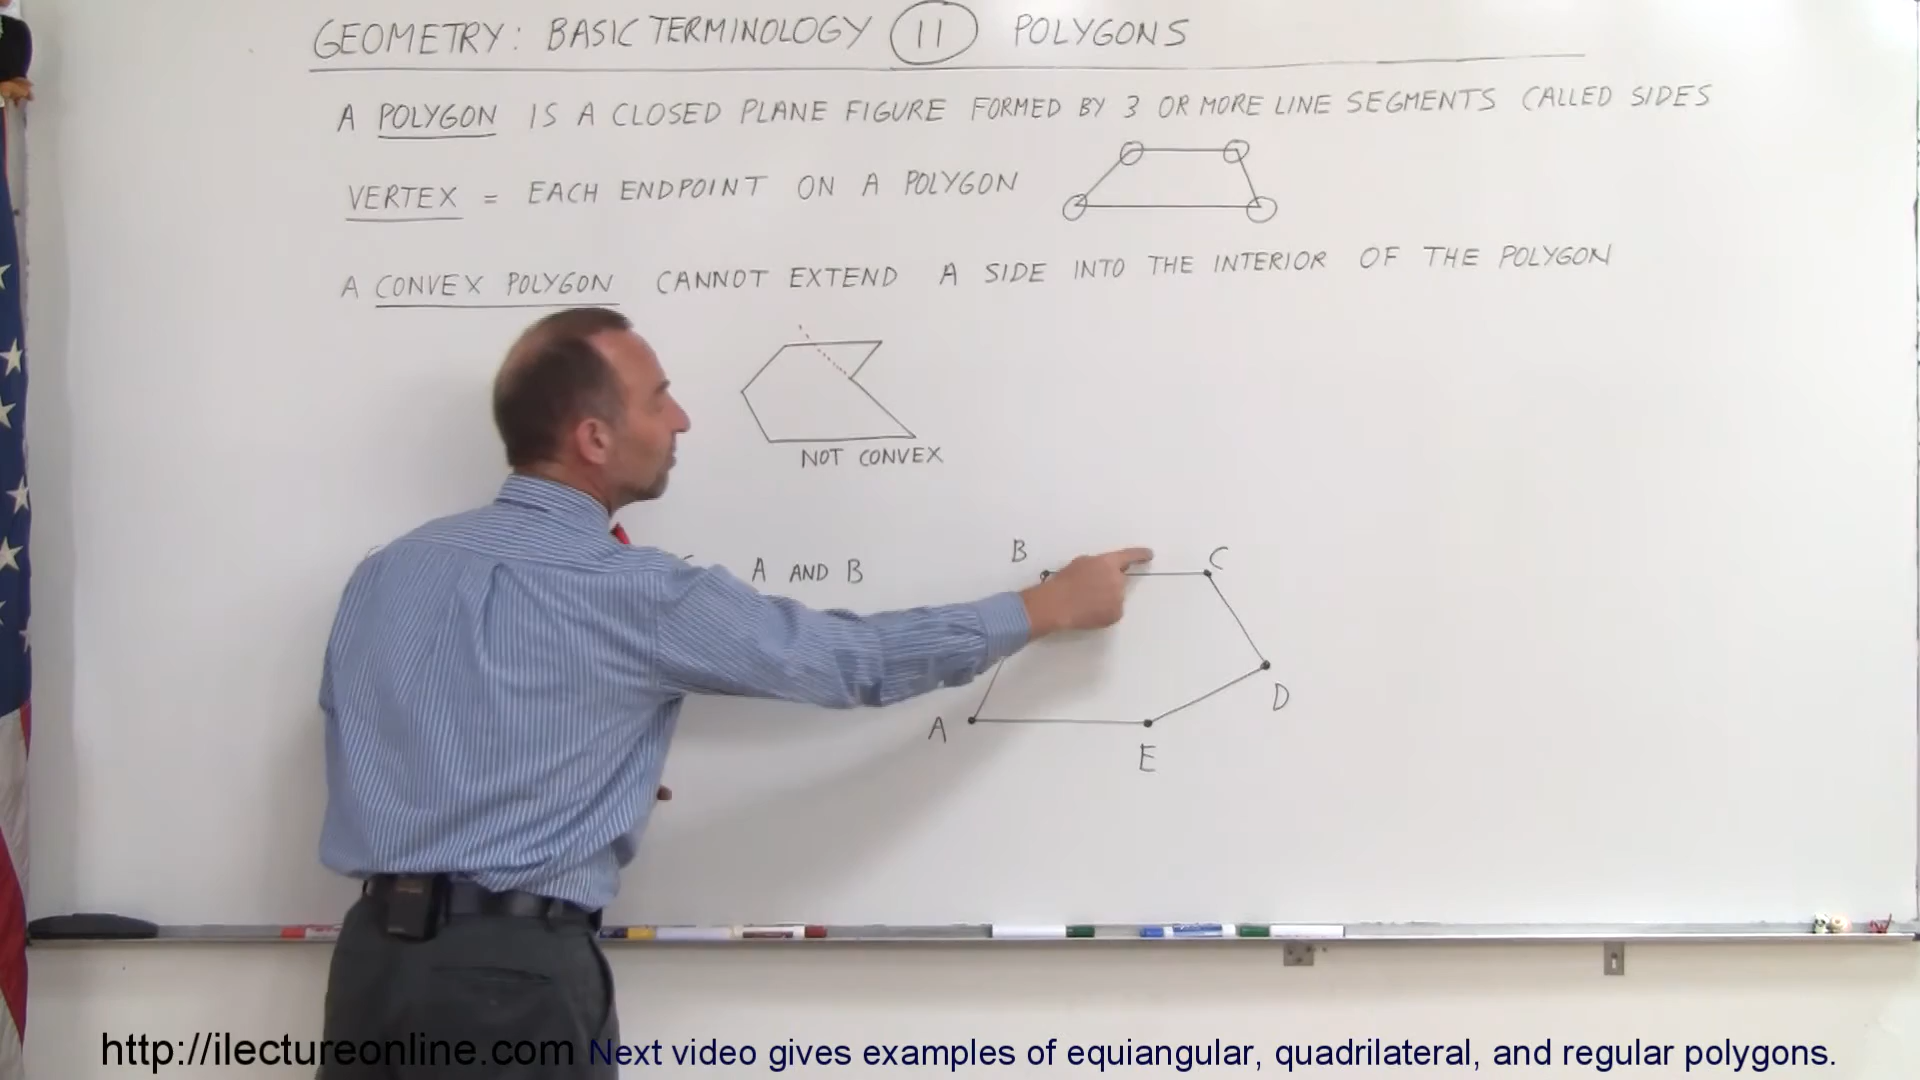 GEOMETRY: BASIC TERMINOLOGY 11 POLYGONS
A POLYGON IS A CLOSED PLANE FIGURE FORMED BY 3 OR MORE LINE SEGMENTS CALLED SIDES
VERTEX = EACH ENDPOINT ON A POLYGON
A CONVEX POLYGON CANNOT EXTEND A SIDE INTO THE INTERIOR OF THE POLYGON
NOT CONVEX
A AND B
B
C
D
A
E
http://ilectureonline.com Next video gives examples of equiangular, quadrilateral, and regular polygons.